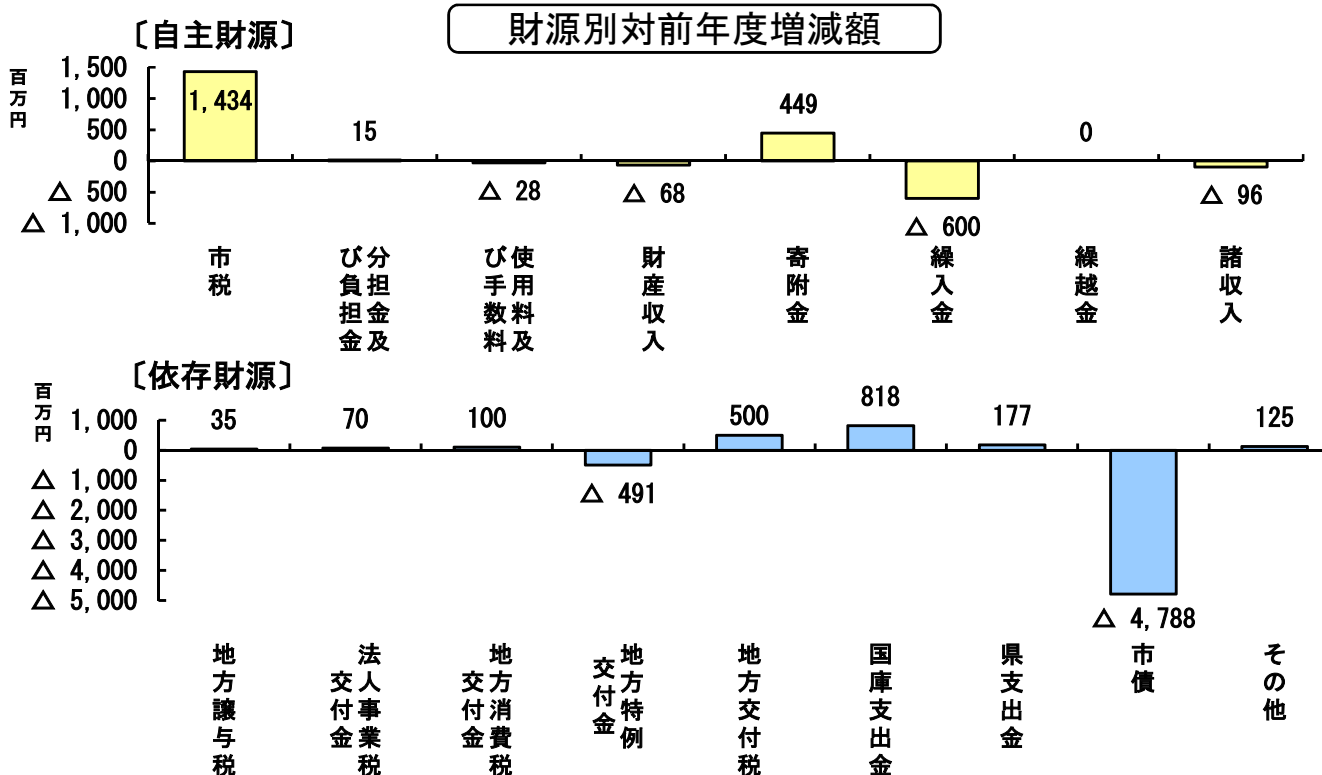 財源別対前年度増減額
〔自主財源〕
百万円
1,500
1,000
500
0
△ 500
△ 1,000
1,434
15
△ 28
△ 68
449
△ 600
0
△ 96
市税
分担金及
び負担金
使用料及
び手数料
財産収入
寄附金
繰入金
繰越金
諸収入
〔依存財源〕
百万円
1,000
0
△ 1,000
△ 2,000
△ 3,000
△ 4,000
△ 5,000
35
70
100
△ 491
500
818
177
△ 4,788
125
地方譲与税
法人事業税
交付金
地方消費税
交付金
地方特例
交付金
地方交付税
国庫支出金
県支出金
市債
その他